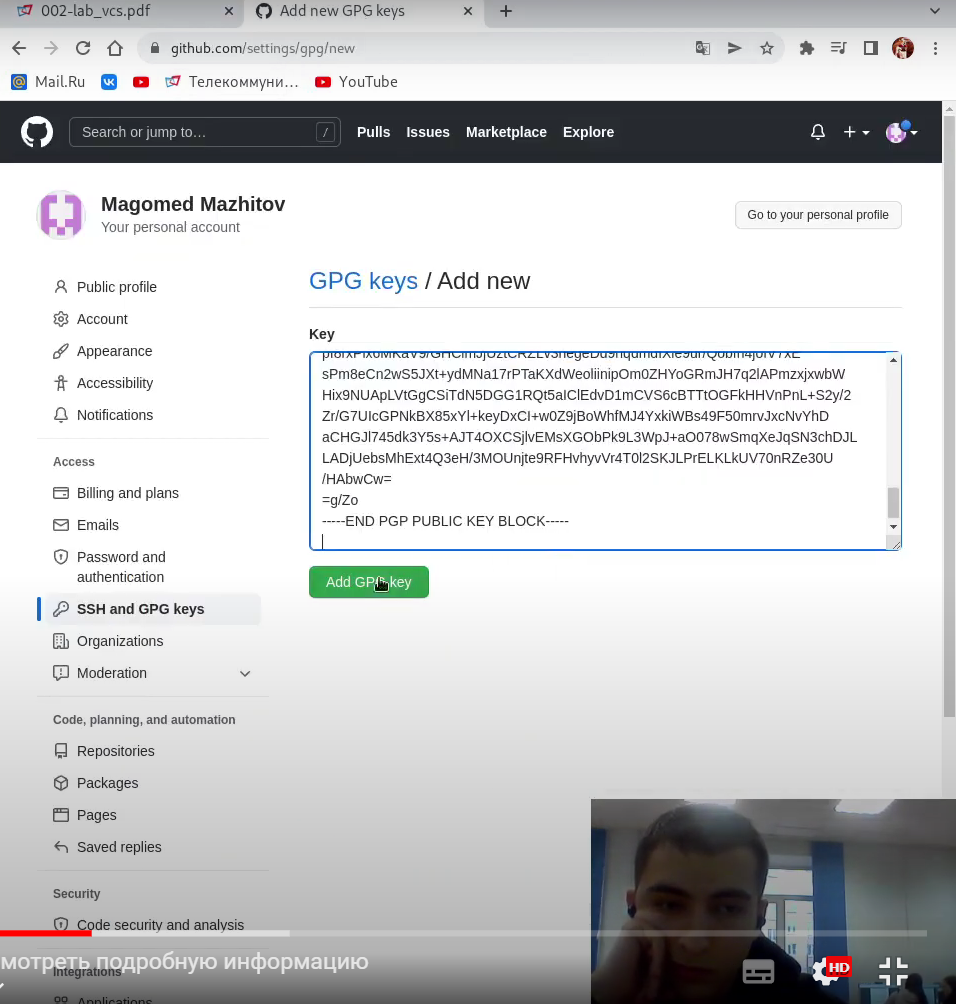 002-lab_vcs.pdf
Add new GPG keys
github.com/settings/gpg/new
Mail.Ru
Телекоммуни…
YouTube
Search or jump to…
/
Pulls
Issues
Marketplace
Explore
Magomed Mazhitov
Your personal account
Go to your personal profile
Public profile
Account
Appearance
Accessibility
Notifications
Access
Billing and plans
Emails
Password and
authentication
SSH and GPG keys
Organizations
Moderation
Code, planning, and automation
Repositories
Packages
Pages
Saved replies
Security
Code security and analysis
Integrations
Applications
GPG keys / Add new
Key
sPm8eCn2wS5JXt+ydMNa17rPTaKXdWeoliinipOm0ZHYoGRmJH7q2lAPmzxjxwbW
Hix9NUApLVtGgCSiTdN5DGG1RQt5aIClEdvD1mCVS6cBTTtOGFkHHVnPnL+S2y/2
Zr/G7UIcGPNkBX85xYl+keyDxCI+w0Z9jBoWhfMJ4YxkiWBs49F50mrvJxcNvYhD
aCHGJl745dk3Y5s+AJT4OXCSjlvEMsXGObPk9L3WpJ+aO078wSmqXeJqSN3chDJL
LADjUebsMhExt4Q3eH/3MOUnjte9RFHvhyvVr4T0l2SKJLPrELKLkUV70nRZe30U
/HAbwCw=
=g/Zo
-----END PGP PUBLIC KEY BLOCK-----
Add GPG key
мотреть подробную информацию
HD